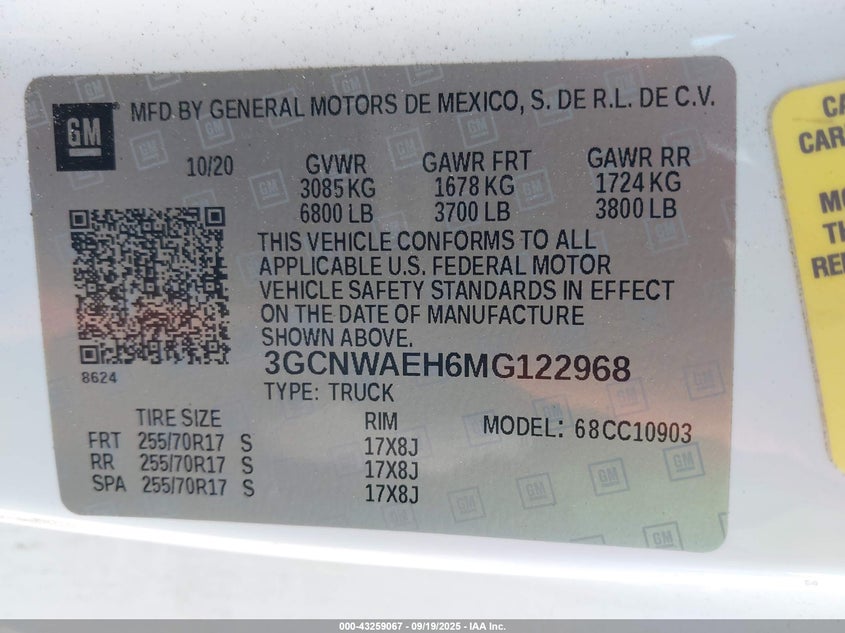 GM
MFD BY GENERAL MOTORS DE MEXICO, S. DE R.L. DE C.V.
10/20 GVWR GAWR FRT GAWR RR
3085 KG 1678 KG 1724 KG
6800 LB 3700 LB 3800 LB
THIS VEHICLE CONFORMS TO ALL
APPLICABLE U.S. FEDERAL MOTOR
VEHICLE SAFETY STANDARDS IN EFFECT
ON THE DATE OF MANUFACTURE
SHOWN ABOVE.
3GCNWAEH6MG122968
8624
TYPE: TRUCK
TIRE SIZE RIM MODEL: 68CC10903
FRT 255/70R17 S 17X8J
RR 255/70R17 S 17X8J
SPA 255/70R17 S 17X8J
CAR
000-43259067 - 09/19/2025 - IAA Inc.